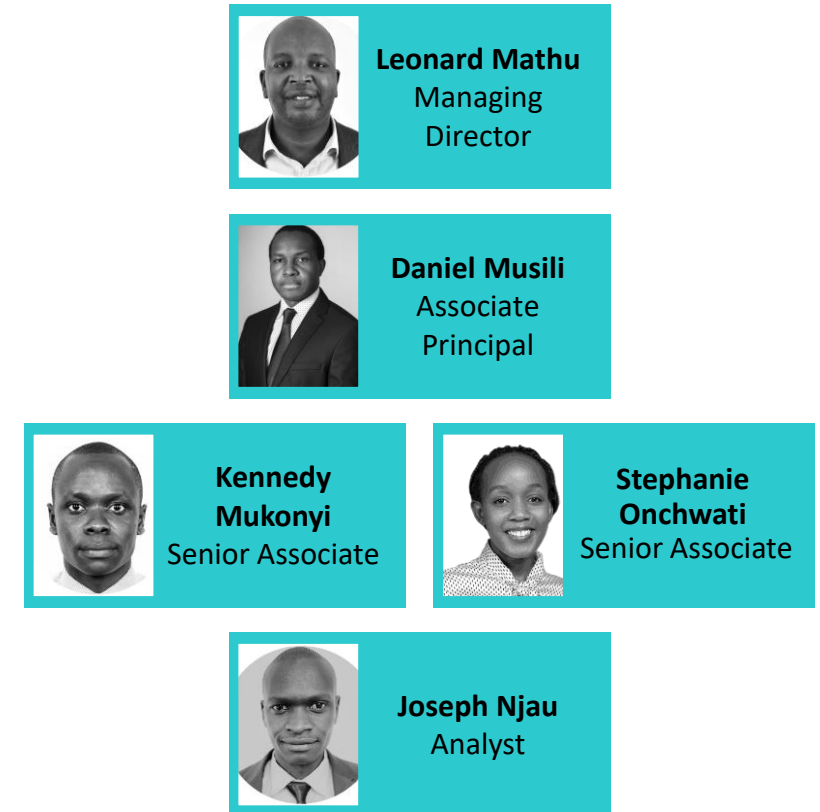 Leonard Mathu
Managing
Director
Daniel Musili
Associate
Principal
Kennedy
Mukonyi
Senior Associate
Stephanie
Onchwati
Senior Associate
Joseph Njau
Analyst